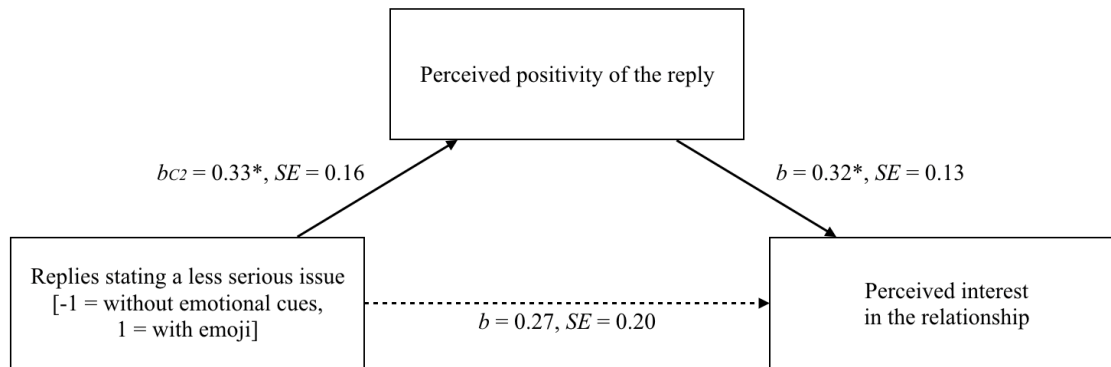 Perceived positivity of the reply
bC2 = 0.33*, SE = 0.16
b = 0.32*, SE = 0.13
Replies stating a less serious issue
[-1 = without emotional cues,
1 = with emoji]
b = 0.27, SE = 0.20
Perceived interest
in the relationship